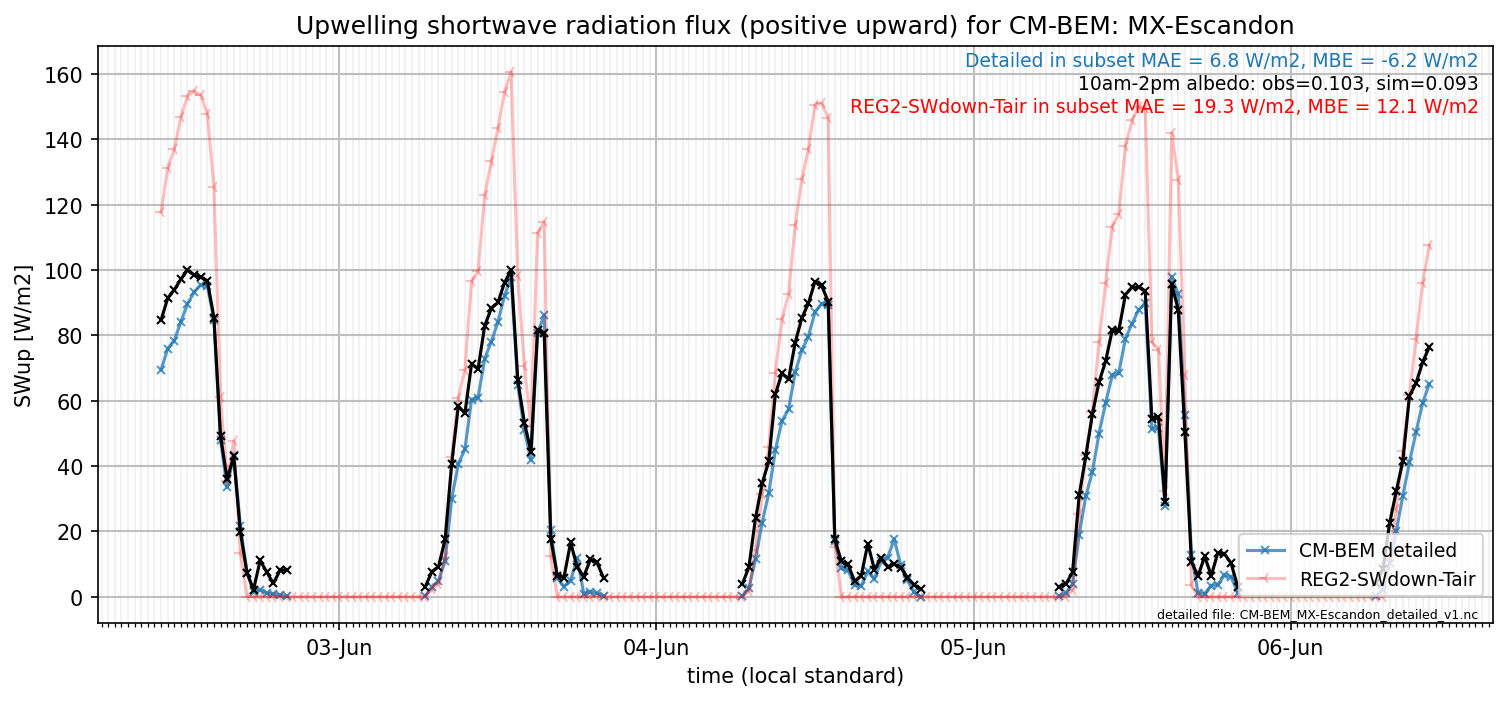 Upwelling shortwave radiation flux (positive upward) for CM-BEM: MX-Escandon
Detailed in subset MAE = 6.8 W/m2, MBE = -6.2 W/m2
10am-2pm albedo: obs=0.103, sim=0.093
REG2-SWdown-Tair in subset MAE = 19.3 W/m2, MBE = 12.1 W/m2
SWup [W/m2]
160
140
120
100
80
60
40
20
0
CM-BEM detailed
REG2-SWdown-Tair
detailed file: CM-BEM_MX-Escandon_detailed_v1.nc
03-Jun
04-Jun
05-Jun
06-Jun
time (local standard)